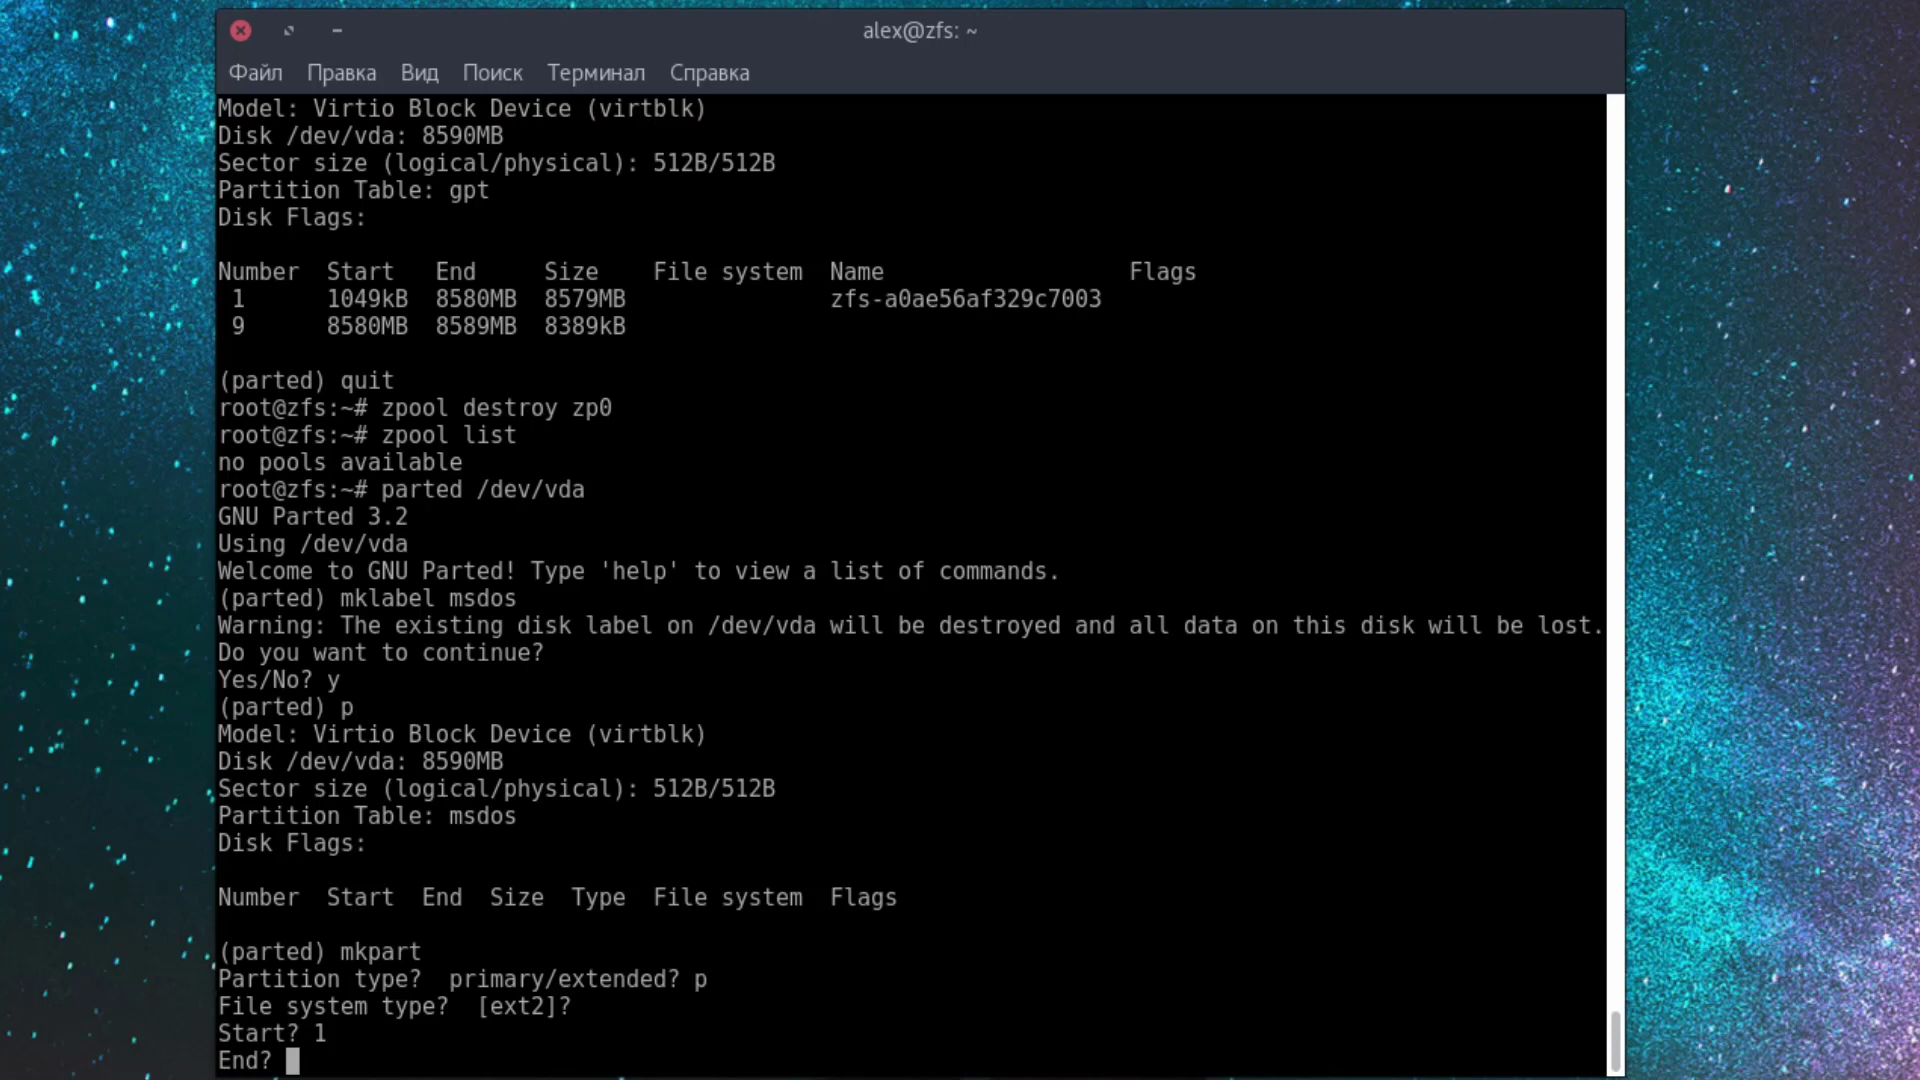 alex@zfs: ~
Файл Правка Вид Поиск Терминал Справка
Model: Virtio Block Device (virtblk)
Disk /dev/vda: 8590MB
Sector size (logical/physical): 512B/512B
Partition Table: gpt
Disk Flags:
Number  Start   End     Size    File system  Name                  Flags
 1      1049kB  8580MB  8579MB               zfs-a0ae56af329c7003
 9      8580MB  8589MB  8389kB
(parted) quit
root@zfs:~# zpool destroy zp0
root@zfs:~# zpool list
no pools available
root@zfs:~# parted /dev/vda
GNU Parted 3.2
Using /dev/vda
Welcome to GNU Parted! Type 'help' to view a list of commands.
(parted) mklabel msdos
Warning: The existing disk label on /dev/vda will be destroyed and all data on this disk will be lost.
Do you want to continue?
Yes/No? y
(parted) p
Model: Virtio Block Device (virtblk)
Disk /dev/vda: 8590MB
Sector size (logical/physical): 512B/512B
Partition Table: msdos
Disk Flags:
Number  Start  End  Size  Type  File system  Flags
(parted) mkpart
Partition type?  primary/extended? p
File system type?  [ext2]?
Start? 1
End?